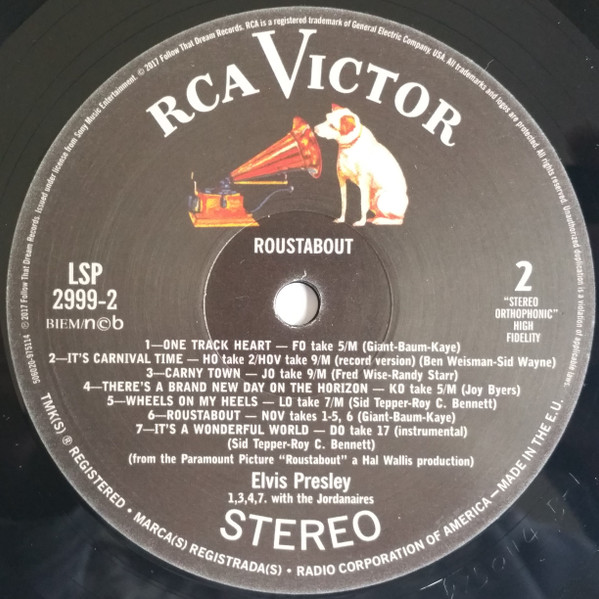 506020-975114 ℗ 2017 Follow That Dream Records. Issued under license from Sony Music Entertainment. © 2017 Follow That Dream Records. RCA is a registered trademark of General Electric Company, USA. All trademarks and logos are protected. All rights reserved. Unauthorized duplication is a violation of applicable laws.
RCA VICTOR
ROUSTABOUT
LSP
2999-2
BIEM/n©b
2
"STEREO
ORTHOPHONIC"
HIGH
FIDELITY
1—ONE TRACK HEART — FO take 5/M (Giant-Baum-Kaye)
2—IT'S CARNIVAL TIME — HO take 2/HOV take 9/M (record version) (Ben Weisman-Sid Wayne)
3—CARNY TOWN — JO take 9/M (Fred Wise-Randy Starr)
4—THERE'S A BRAND NEW DAY ON THE HORIZON — KO take 5/M (Joy Byers)
5—WHEELS ON MY HEELS — LO take 7/M (Sid Tepper-Roy C. Bennett)
6—ROUSTABOUT — NOV takes 1-5, 6 (Giant-Baum-Kaye)
7—IT'S A WONDERFUL WORLD — DO take 17 (instrumental)
(Sid Tepper-Roy C. Bennett)
(from the Paramount Picture "Roustabout" a Hal Wallis production)
Elvis Presley
1,3,4,7. with the Jordanaires
STEREO
TMK(S) ® REGISTERED • MARCA(S) REGISTRADA(S) • RADIO CORPORATION OF AMERICA—MADE IN THE E.U.